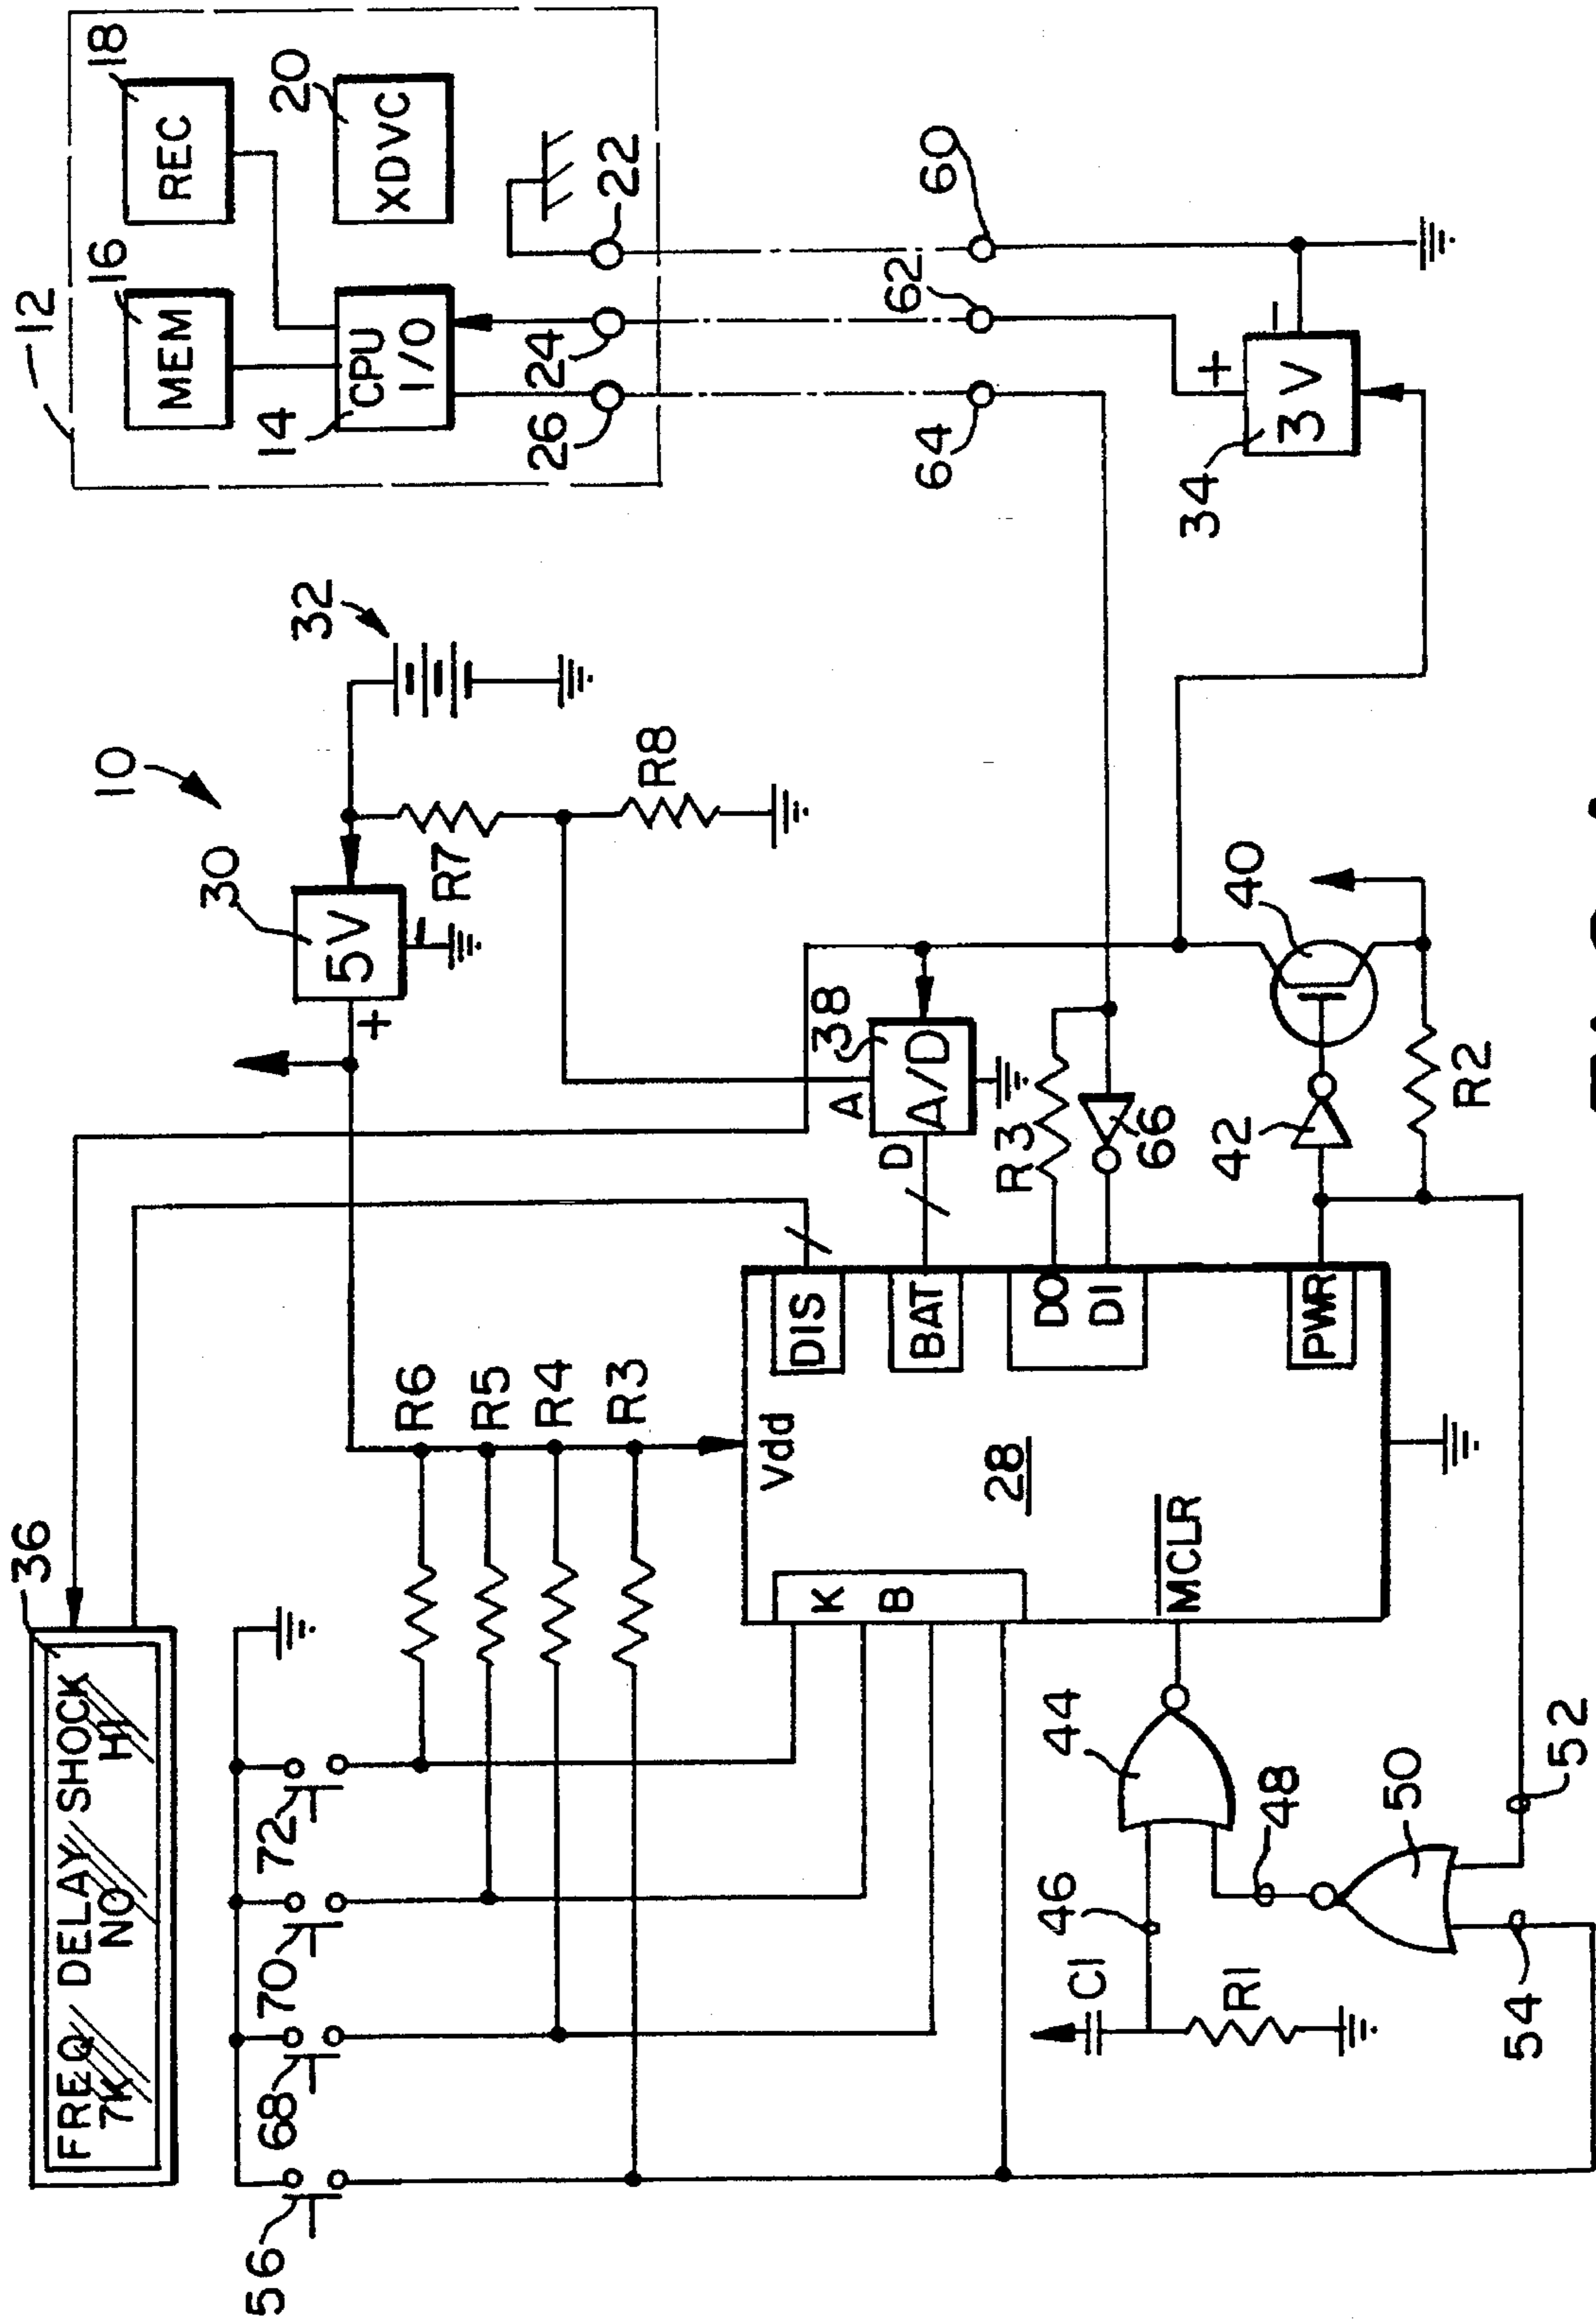 12
16
18
MEM
REC
14
CPU
I/O
20
XDVC
26
24
22
64
62
60
34
3V
+
−
10
32
30
5V
+
−
R7
R8
36
FREQ DELAY SHOCK
7K NO HI
56
68
70
72
R6
R5
R4
R3
38
A/D
A
D
R3
66
42
40
R2
Vdd
DIS
BAT
DO
DI
PWR
28
K
B
MCLR
44
46
48
50
52
54
C1
R1